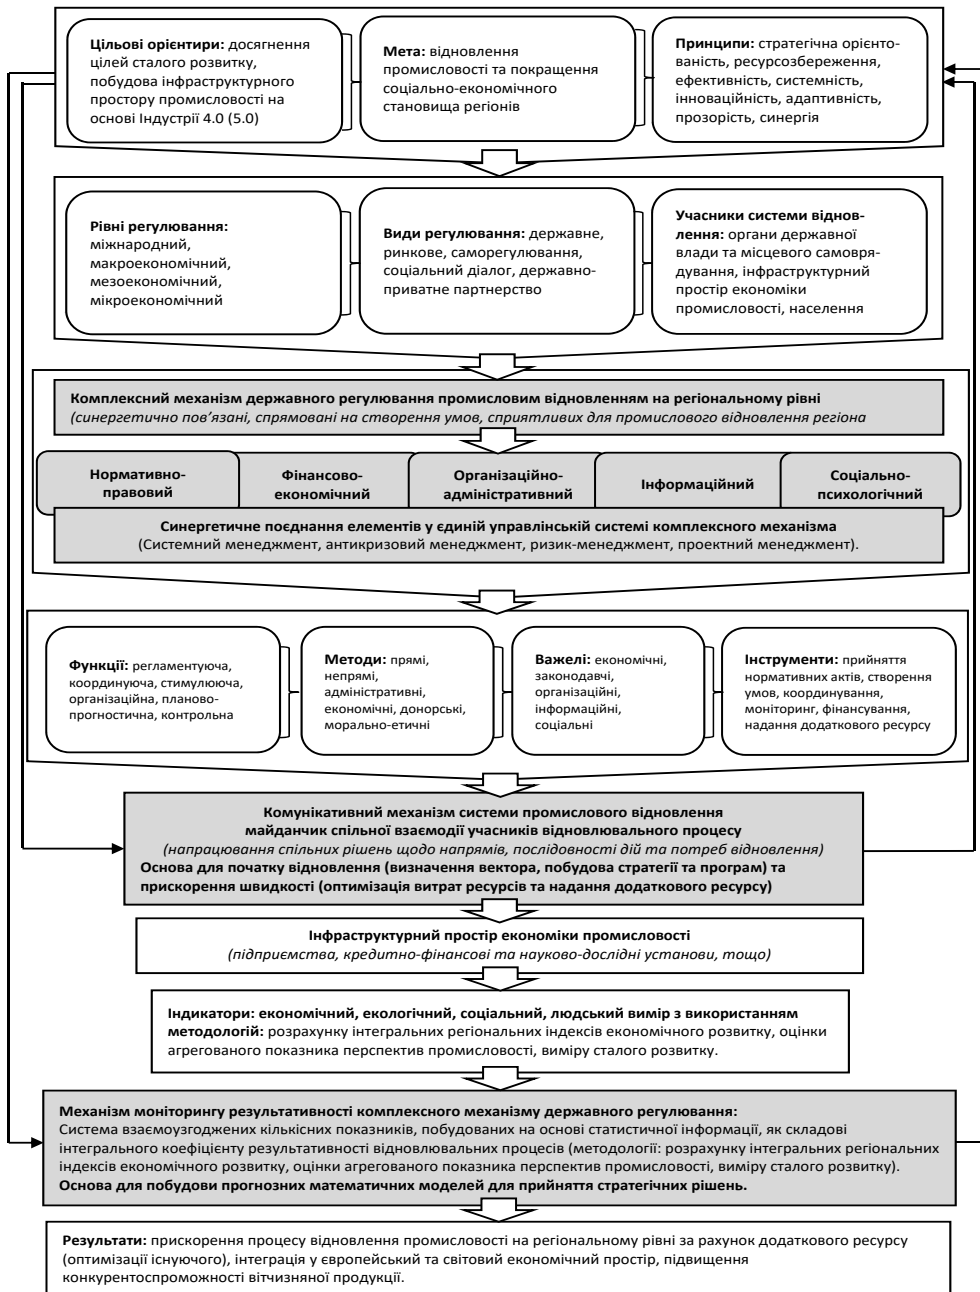 Цільові орієнтири: досягнення
цілей сталого розвитку,
побудова інфраструктурного
простору промисловості на
основі Індустрії 4.0 (5.0)
Мета: відновлення
промисловості та покращення
соціально-економічного
становища регіонів
Принципи: стратегічна орієнто-
ваність, ресурсозбереження,
ефективність, системність,
інноваційність, адаптивність,
прозорість, синергія
Рівні регулювання:
міжнародний,
макроекономічний,
мезоекономічний,
мікроекономічний
Види регулювання: державне,
ринкове, саморегулювання,
соціальний діалог, державно-
приватне партнерство
Учасники системи віднов-
лення: органи державної
влади та місцевого самовря-
дування, інфраструктурний
простір економіки
промисловості, населення
Комплексний механізм державного регулювання промисловим відновленням на регіональному рівні
(синергетично пов’язані, спрямовані на створення умов, сприятливих для промислового відновлення регіона
Нормативно-
правовий
Фінансово-
економічний
Організаційно-
адміністративний
Інформаційний
Соціально-
психологічний
Синергетичне поєднання елементів у єдиній управлінській системі комплексного механізма
(Системний менеджмент, антикризовий менеджмент, ризик-менеджмент, проектний менеджмент).
Функції: регламентуюча,
координуюча, стимулююча,
організаційна, планово-
прогностична, контрольна
Методи: прямі,
непрямі,
адміністративні,
економічні, донорські,
морально-етичні
Важелі: економічні,
законодавчі,
організаційні,
інформаційні,
соціальні
Інструменти: прийняття
нормативних актів, створення
умов, координування,
моніторинг, фінансування,
надання додаткового ресурсу
Комунікативний механізм системи промислового відновлення
майданчик спільної взаємодії учасників відновлювального процесу
(напрацювання спільних рішень щодо напрямів, послідовності дій та потреб відновлення)
Основа для початку відновлення (визначення вектора, побудова стратегії та програм) та
прискорення швидкості (оптимізація витрат ресурсів та надання додаткового ресурсу)
Інфраструктурний простір економіки промисловості
(підприємства, кредитно-фінансові та науково-дослідні установи, тощо)
Індикатори: економічний, екологічний, соціальний, людський вимір з використанням
методологій: розрахунку інтегральних регіональних індексів економічного розвитку, оцінки
агрегованого показника перспектив промисловості, виміру сталого розвитку.
Механізм моніторингу результативності комплексного механізму державного регулювання:
Система взаємоузгоджених кількісних показників, побудованих на основі статистичної інформації, як складові
інтегрального коефіцієнту результативності відновлювальних процесів (методології: розрахунку інтегральних регіональних
індексів економічного розвитку, оцінки агрегованого показника перспектив промисловості, виміру сталого розвитку).
Основа для побудови прогнозних математичних моделей для прийняття стратегічних рішень.
Результати: прискорення процесу відновлення промисловості на регіональному рівні за рахунок додаткового ресурсу
(оптимізації існуючого), інтеграція у європейський та світовий економічний простір, підвищення
конкурентоспроможності вітчизняної продукції.